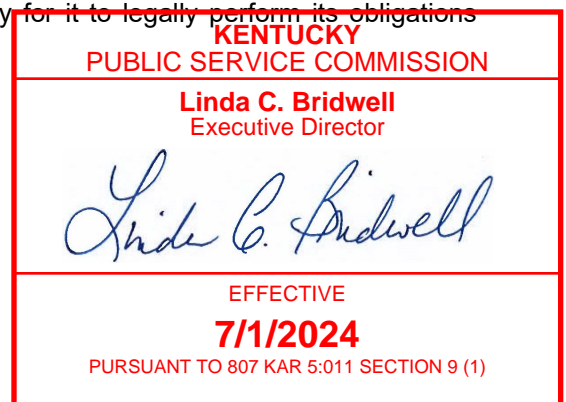 y for it to legally perform its obligations
KENTUCKY
PUBLIC SERVICE COMMISSION
Linda C. Bridwell
Executive Director
Linda C. Bridwell
EFFECTIVE
7/1/2024
PURSUANT TO 807 KAR 5:011 SECTION 9 (1)